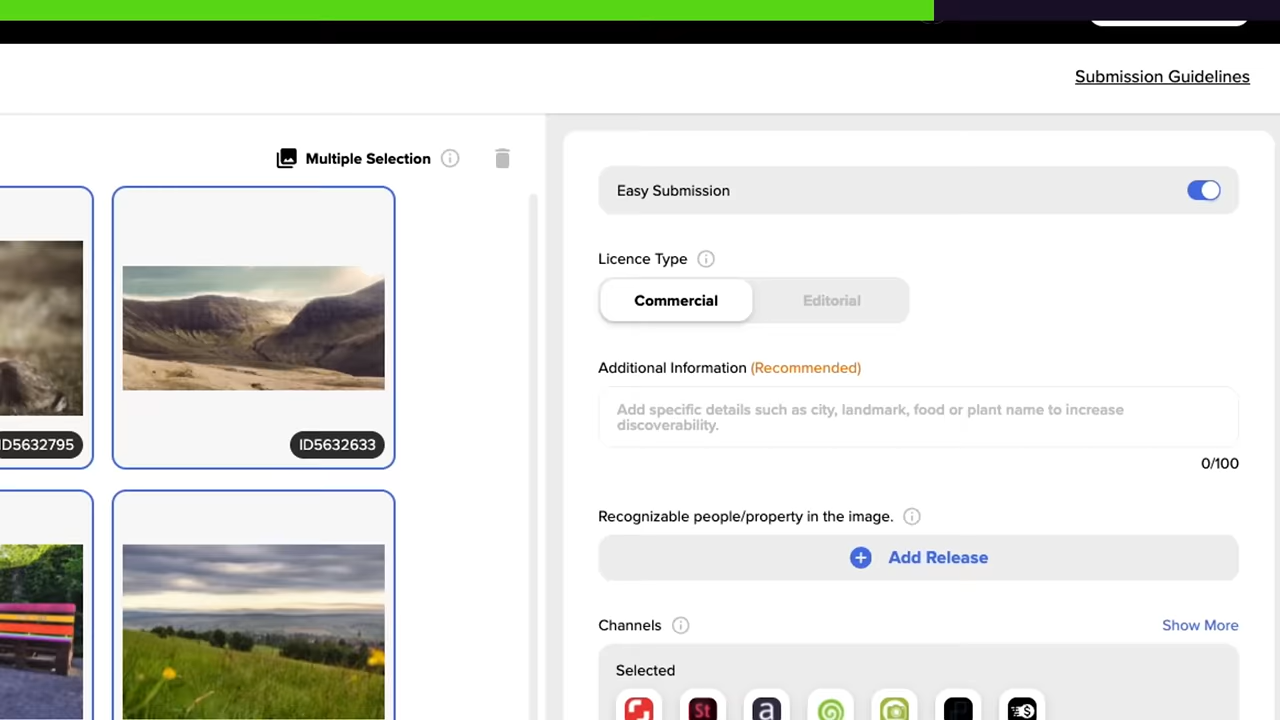 Submission Guidelines
Multiple Selection
Easy Submission
Licence Type
Commercial Editorial
Additional Information (Recommended)
Add specific details such as city, landmark, food or plant name to increase
discoverability.
0/100
ID5632795
ID5632633
Recognizable people/property in the image.
Add Release
Channels
Show More
Selected
St
a